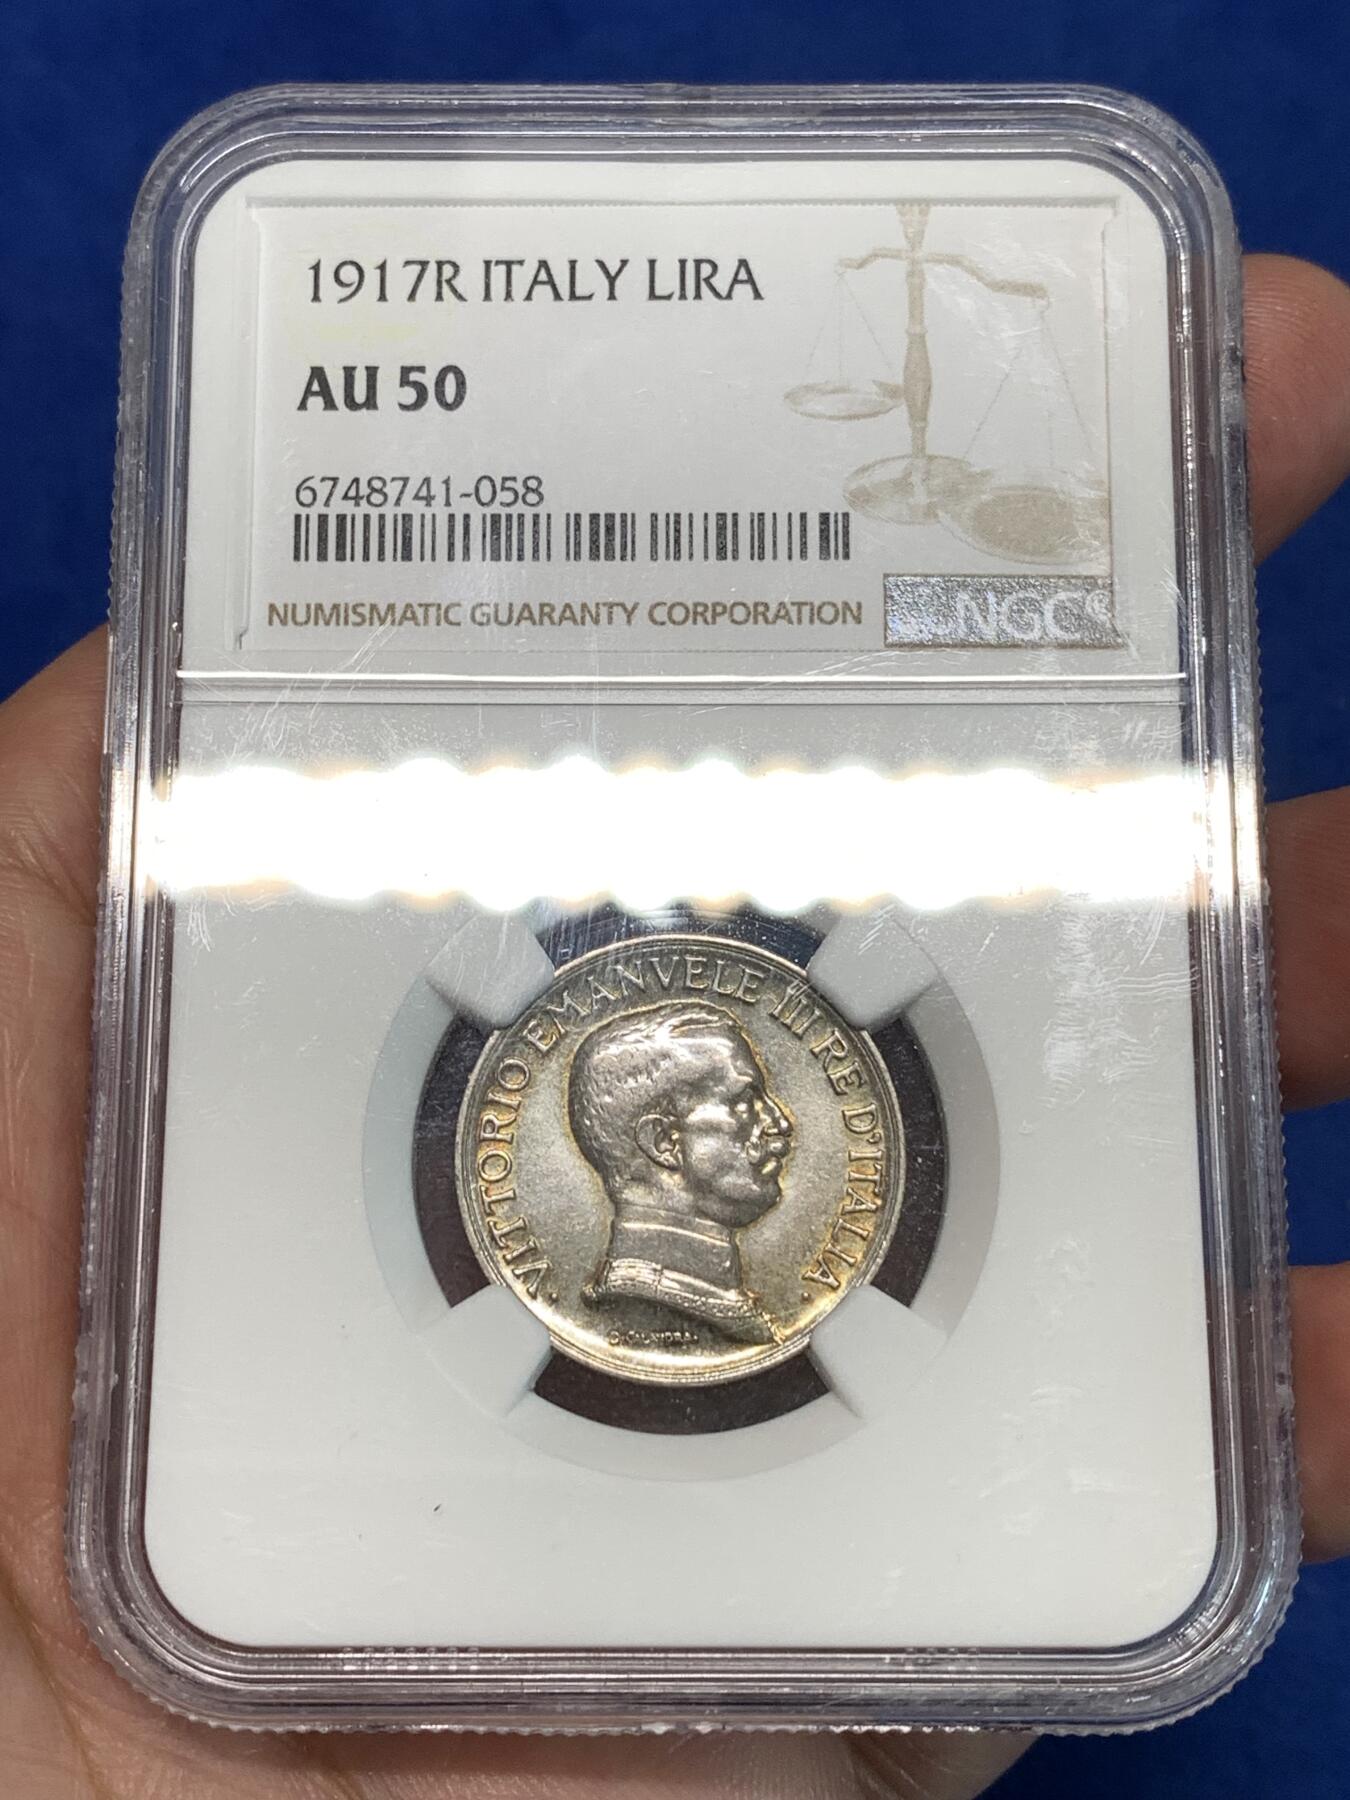 1917R ITALY LIRA
AU 50
6748741-058
NUMISMATIC GUARANTY CORPORATION
NGC
· VITTORIO EMANVELE III RE D'ITALIA ·